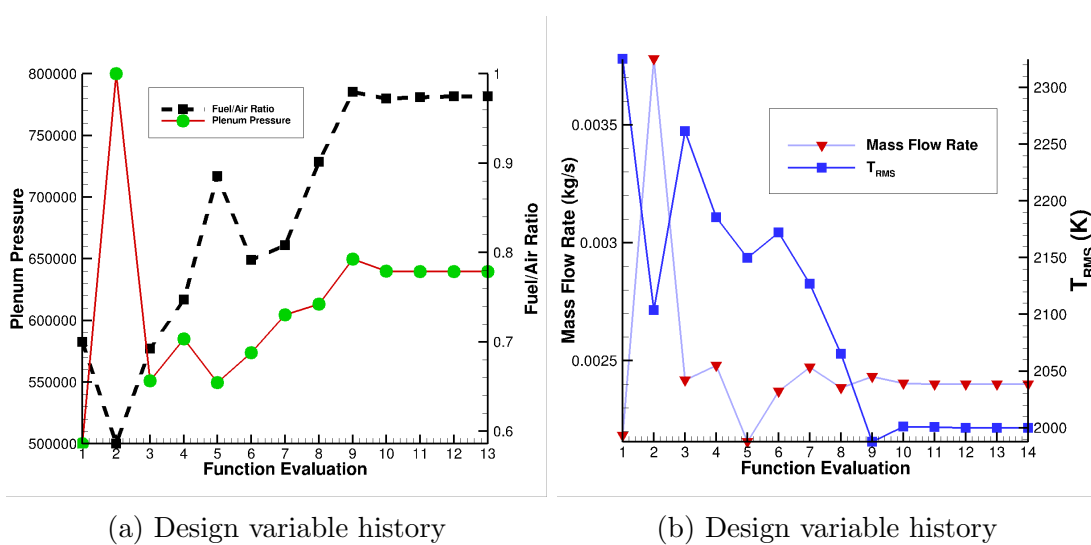 800000
750000
700000
650000
600000
550000
500000
Plenum Pressure
Fuel/Air Ratio
Plenum Pressure
1
0.9
0.8
0.7
0.6
Fuel/Air Ratio
1 2 3 4 5 6 7 8 9 10 11 12 13
Function Evaluation
(a) Design variable history
0.0035
0.003
0.0025
Mass Flow Rate (kg/s)
Mass Flow Rate
T_RMS
2300
2250
2200
2150
2100
2050
2000
T_RMS (K)
1 2 3 4 5 6 7 8 9 10 11 12 13 14
Function Evaluation
(b) Design variable history